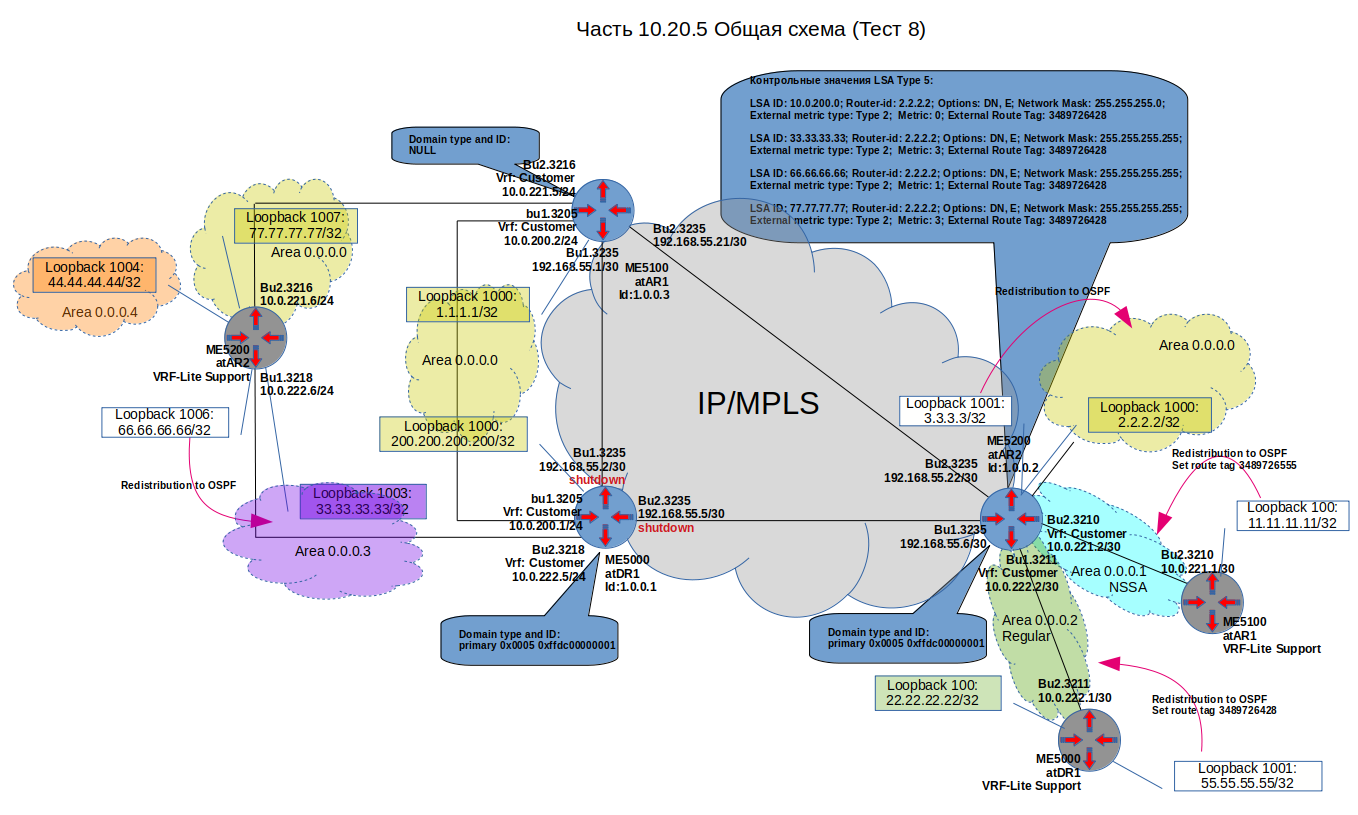 Часть 10.20.5 Общая схема (Тест 8)
Контрольные значения LSA Type 5:
LSA ID: 10.0.200.0; Router-id: 2.2.2.2; Options: DN, E; Network Mask: 255.255.255.0;
External metric type: Type 2;  Metric: 0; External Route Tag: 3489726428
LSA ID: 33.33.33.33; Router-id: 2.2.2.2; Options: DN, E; Network Mask: 255.255.255.255;
External metric type: Type 2;  Metric: 3; External Route Tag: 3489726428
LSA ID: 66.66.66.66; Router-id: 2.2.2.2; Options: DN, E; Network Mask: 255.255.255.255;
External metric type: Type 2;  Metric: 1; External Route Tag: 3489726428
LSA ID: 77.77.77.77; Router-id: 2.2.2.2; Options: DN, E; Network Mask: 255.255.255.255;
External metric type: Type 2;  Metric: 3; External Route Tag: 3489726428
Domain type and ID:
NULL
Bu2.3216
Vrf: Customer
10.0.221.5/24
bu1.3205
Vrf: Customer
10.0.200.2/24
Bu1.3235
192.168.55.1/30
Bu2.3235
192.168.55.21/30
ME5100
atAR1
Id:1.0.0.3
Loopback 1007:
77.77.77.77/32
Area 0.0.0.0
Loopback 1004:
44.44.44.44/32
Area 0.0.0.4
Bu2.3216
10.0.221.6/24
ME5200
atAR2
VRF-Lite Support
Bu1.3218
10.0.222.6/24
Loopback 1006:
66.66.66.66/32
Redistribution to OSPF
Loopback 1003:
33.33.33.33/32
Area 0.0.0.3
Loopback 1000:
1.1.1.1/32
Area 0.0.0.0
Loopback 1000:
200.200.200.200/32
IP/MPLS
Bu1.3235
192.168.55.2/30
shutdown
bu1.3205
Vrf: Customer
10.0.200.1/24
Bu2.3235
192.168.55.5/30
shutdown
Bu2.3218
Vrf: Customer
10.0.222.5/24
ME5000
atDR1
Id:1.0.0.1
Domain type and ID:
primary 0x0005 0xffdc00000001
Redistribution to OSPF
Area 0.0.0.0
Loopback 1001:
3.3.3.3/32
Loopback 1000:
2.2.2.2/32
ME5200
atAR2
Id:1.0.0.2
Bu2.3235
192.168.55.22/30
Bu1.3235
192.168.55.6/30
Redistribution to OSPF
Set route tag 3489726555
Loopback 100:
11.11.11.11/32
Bu2.3210
Vrf: Customer
10.0.221.2/30
Bu2.3210
10.0.221.1/30
Bu1.3211
Vrf: Customer
10.0.222.2/30
Area 0.0.0.1
NSSA
Area 0.0.0.2
Regular
ME5100
atAR1
VRF-Lite Support
Domain type and ID:
primary 0x0005 0xffdc00000001
Loopback 100:
22.22.22.22/32
Bu2.3211
10.0.222.1/30
Redistribution to OSPF
Set route tag 3489726428
ME5000
atDR1
VRF-Lite Support
Loopback 1001:
55.55.55.55/32